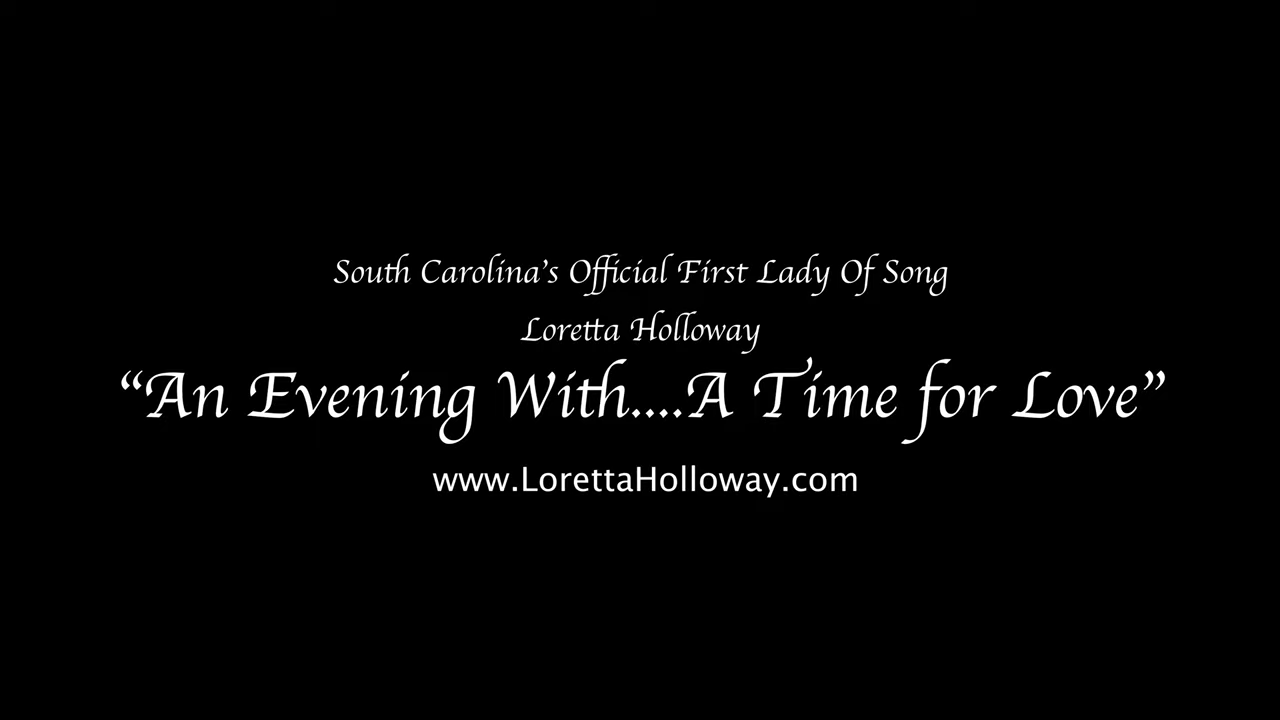 South Carolina's Official First Lady Of Song
Loretta Holloway
“An Evening With....A Time for Love”
www.LorettaHolloway.com